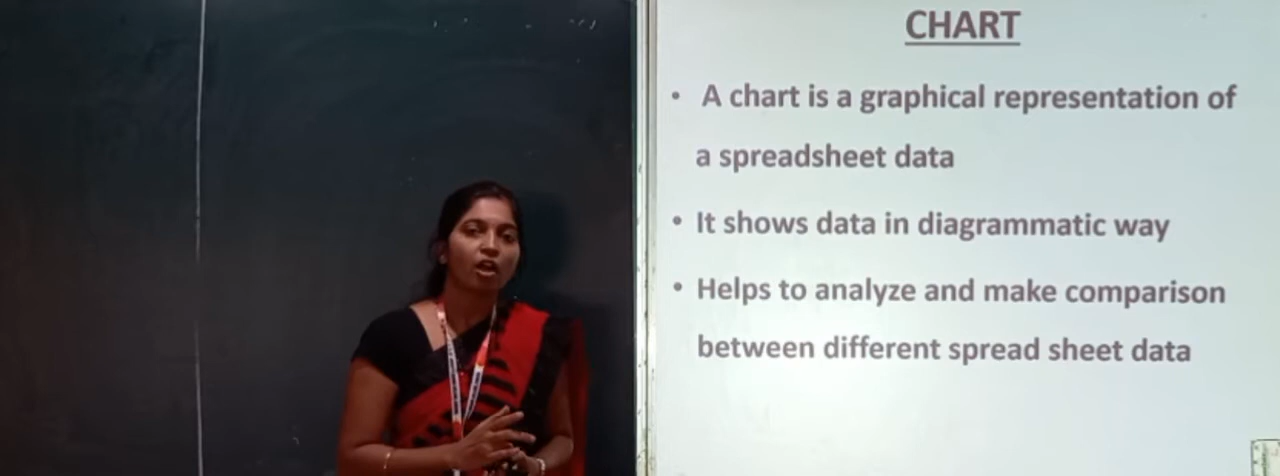 CHART
• A chart is a graphical representation of
a spreadsheet data
• It shows data in diagrammatic way
• Helps to analyze and make comparison
between different spread sheet data